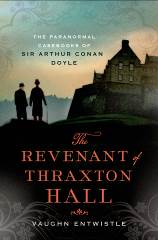 THE PARANORMAL
CASEBOOKS OF
SIR ARTHUR CONAN
DOYLE
The
REVENANT of
THRAXTON
HALL
VAUGHN ENTWISTLE